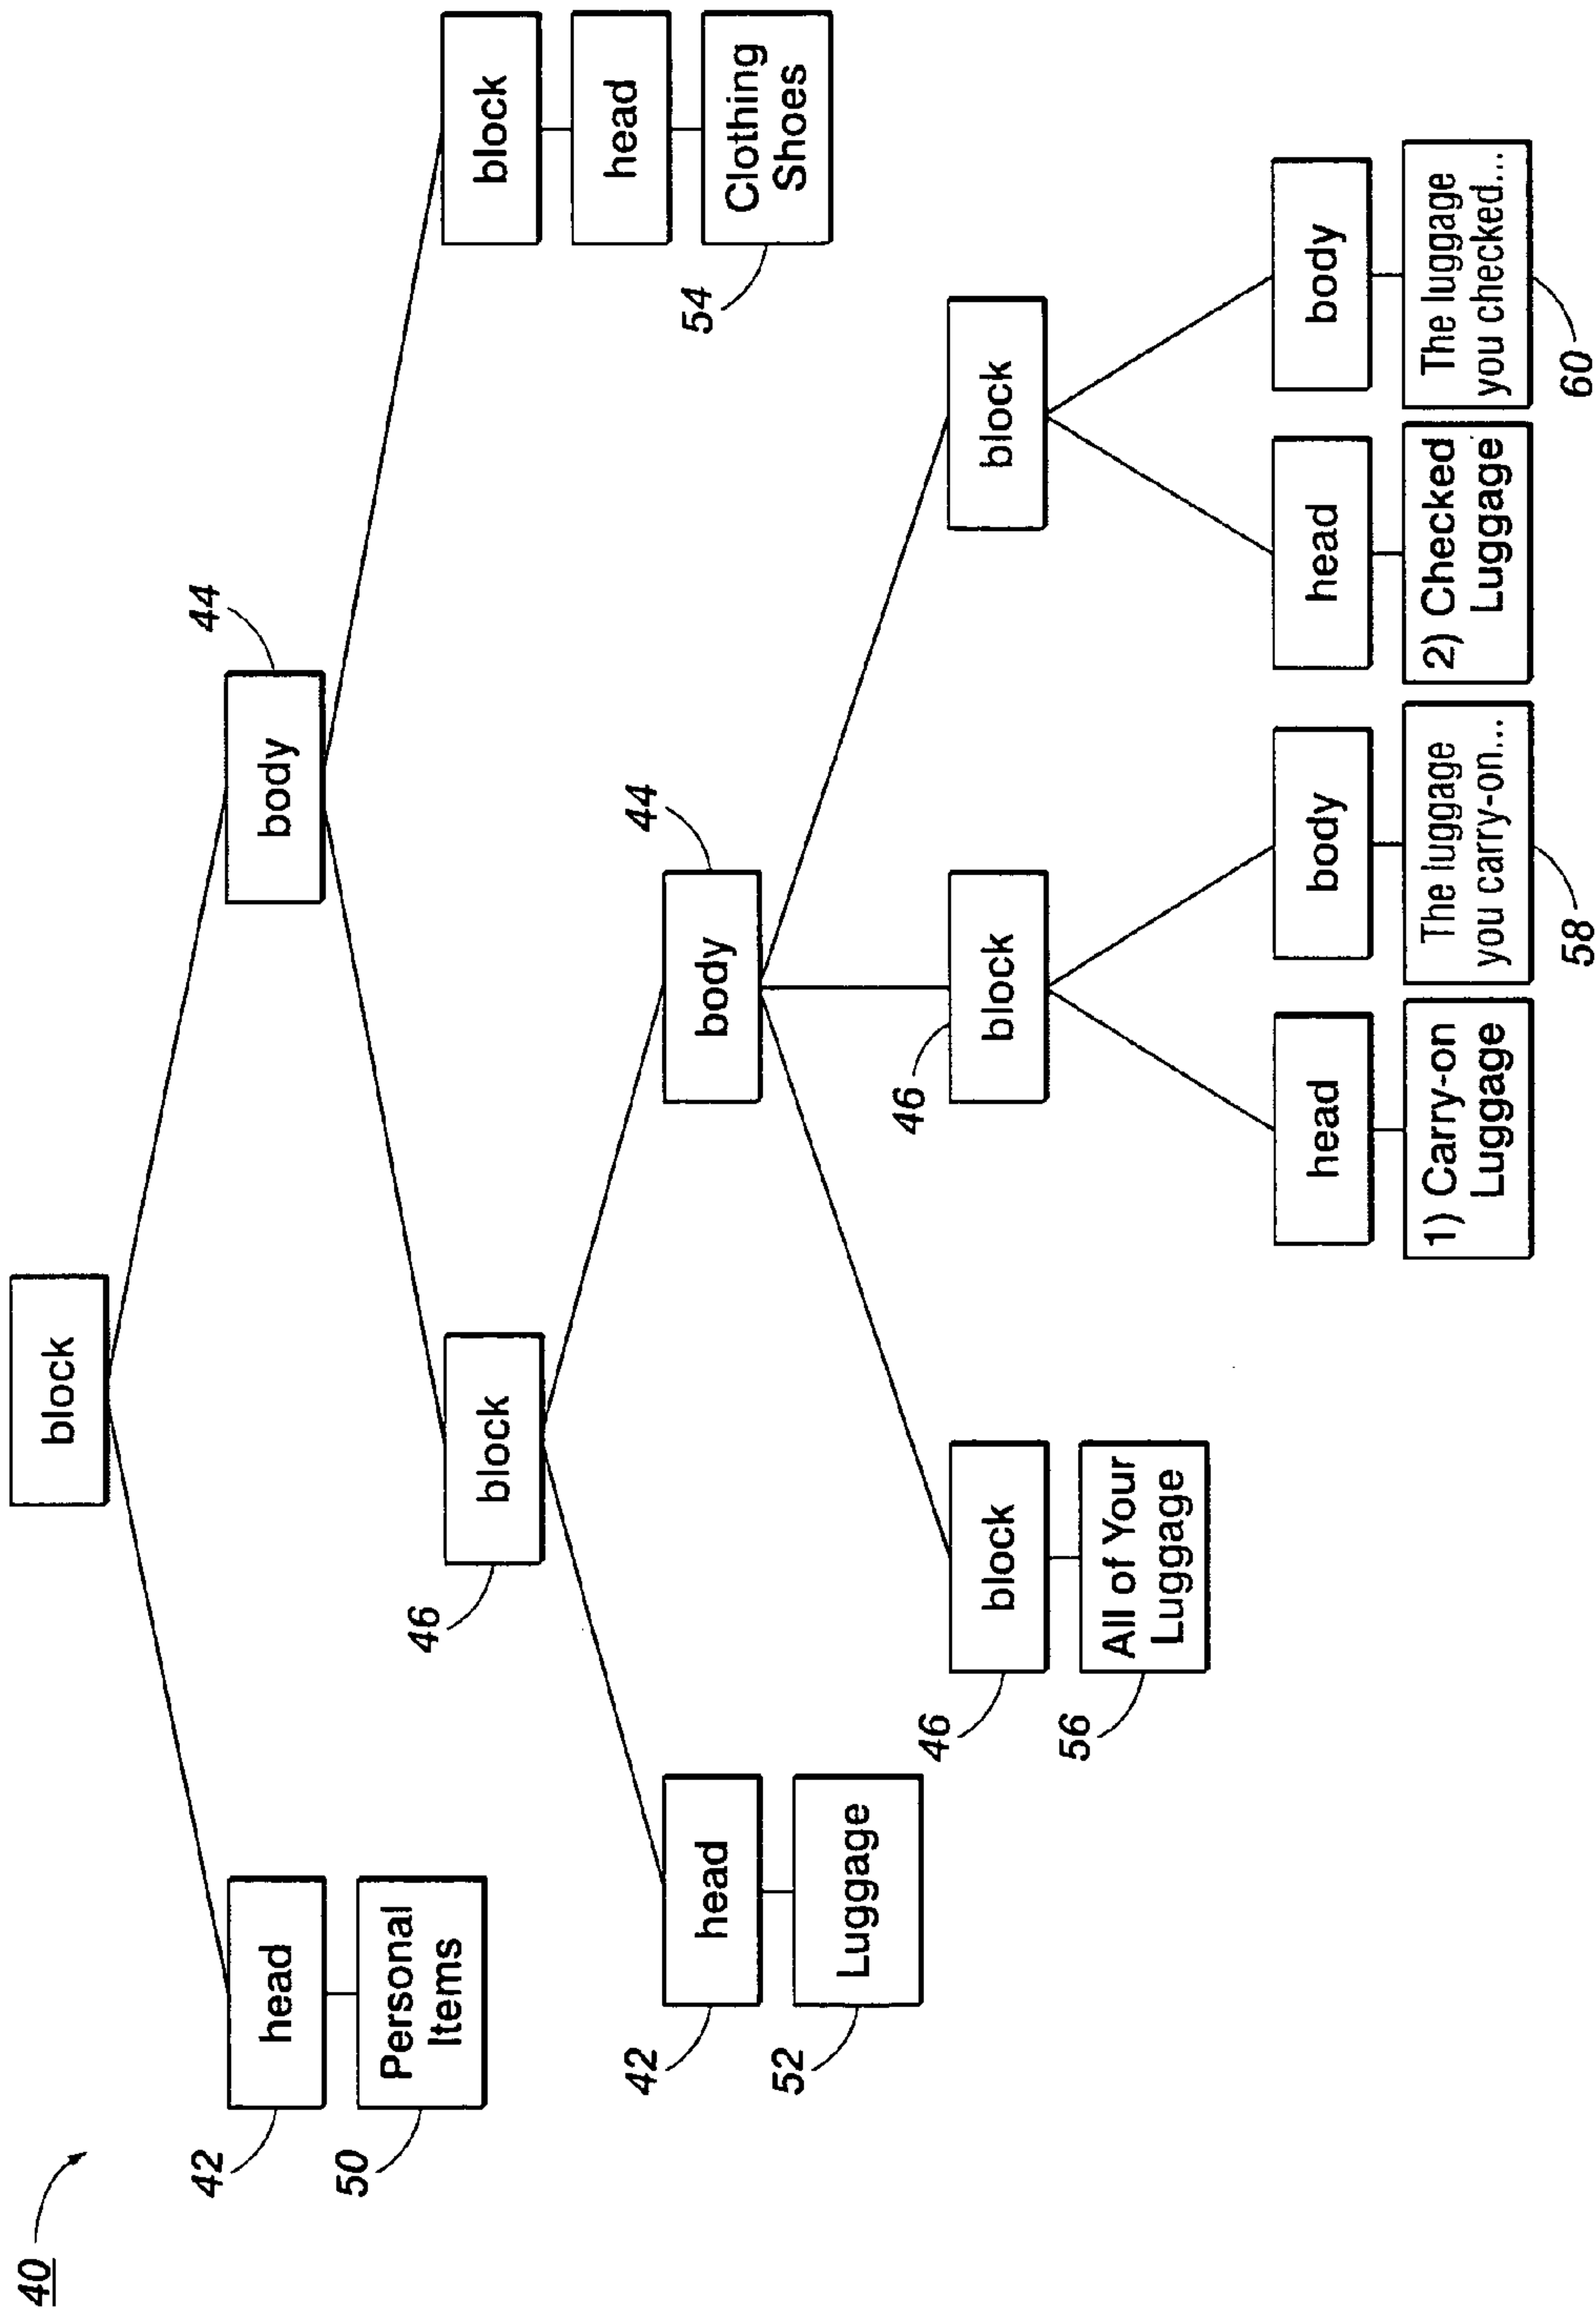 40
block
42
head
50
Personal
Items
44
body
46
block
block
head
54
Clothing
Shoes
42
head
52
Luggage
44
body
46
block
56
All of Your
Luggage
46
block
block
head
body
head
body
1) Carry-on
Luggage
The luggage
you carry-on...
58
2) Checked
Luggage
The luggage
you checked...
60